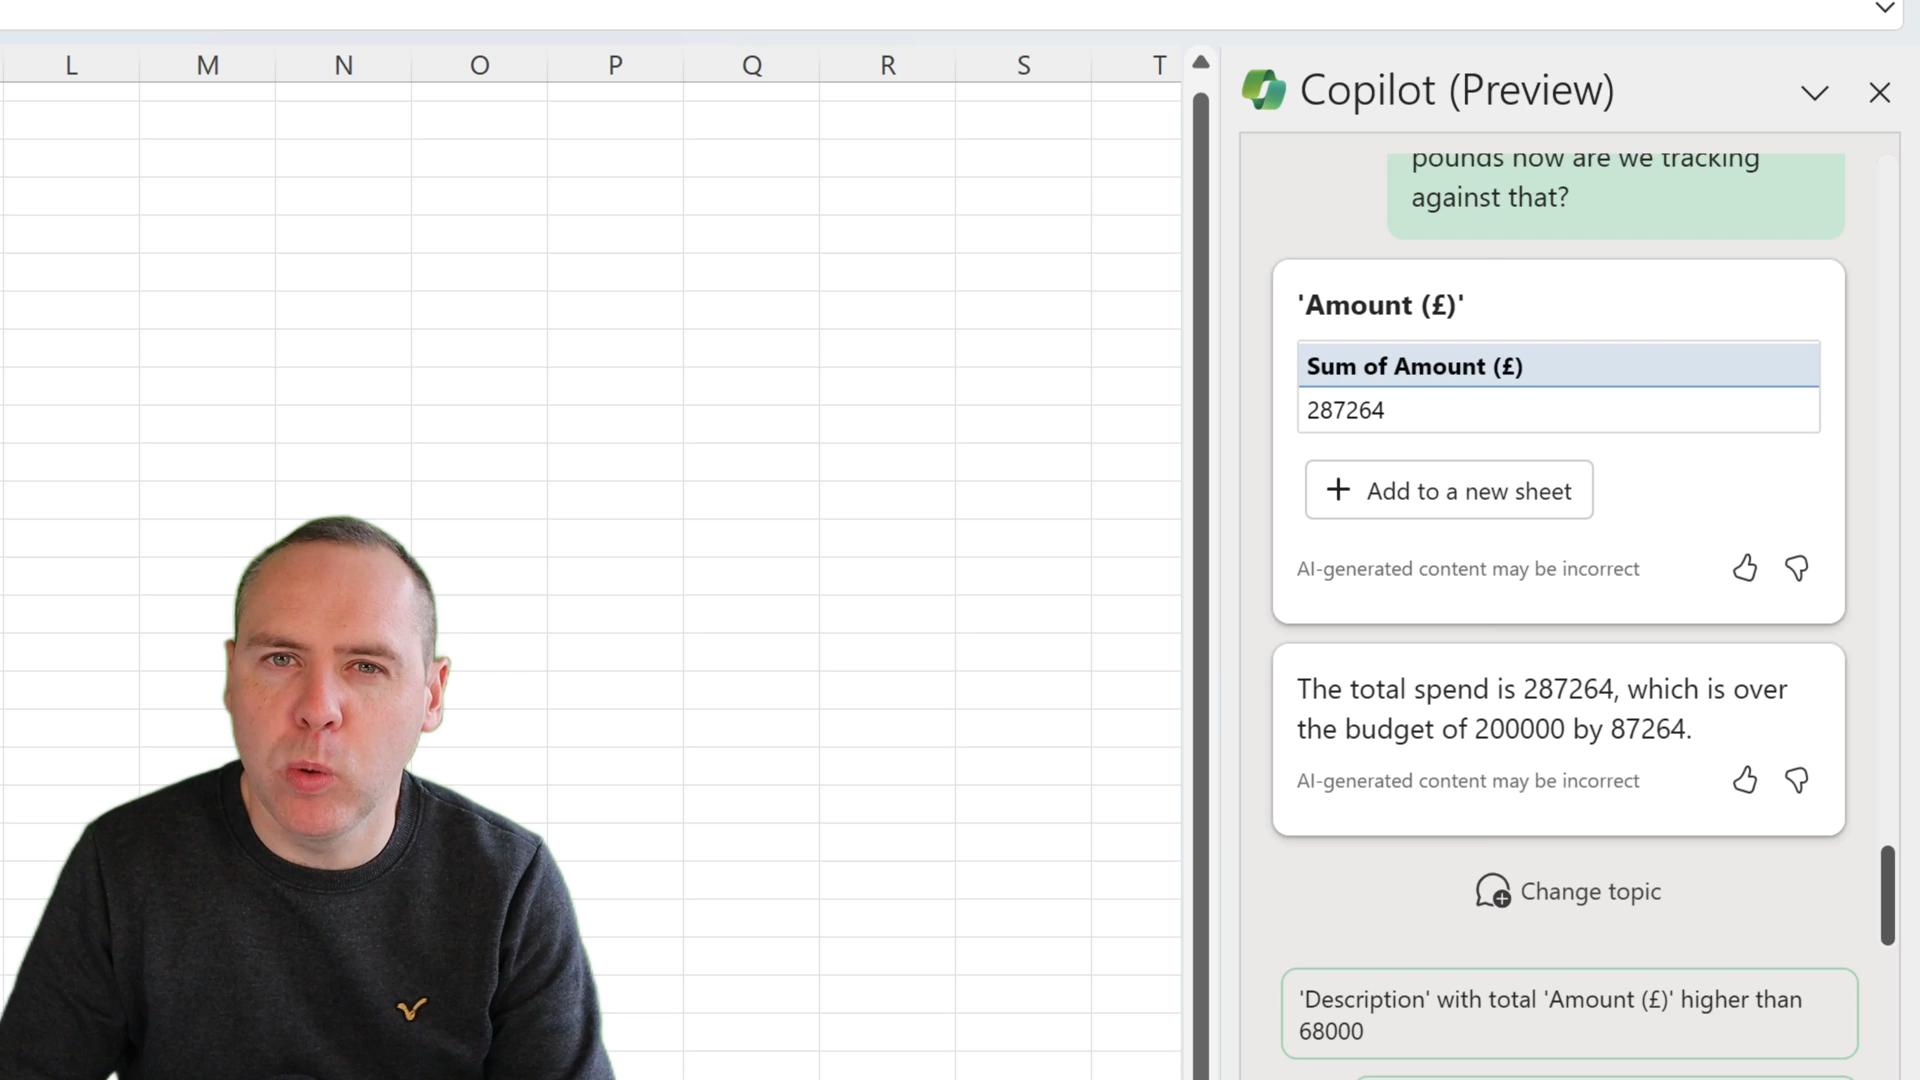 L M N O P Q R S T
Copilot (Preview)
pounds how are we tracking
against that?
'Amount (£)'
Sum of Amount (£)
287264
Add to a new sheet
AI-generated content may be incorrect
The total spend is 287264, which is over
the budget of 200000 by 87264.
AI-generated content may be incorrect
Change topic
'Description' with total 'Amount (£)' higher than
68000